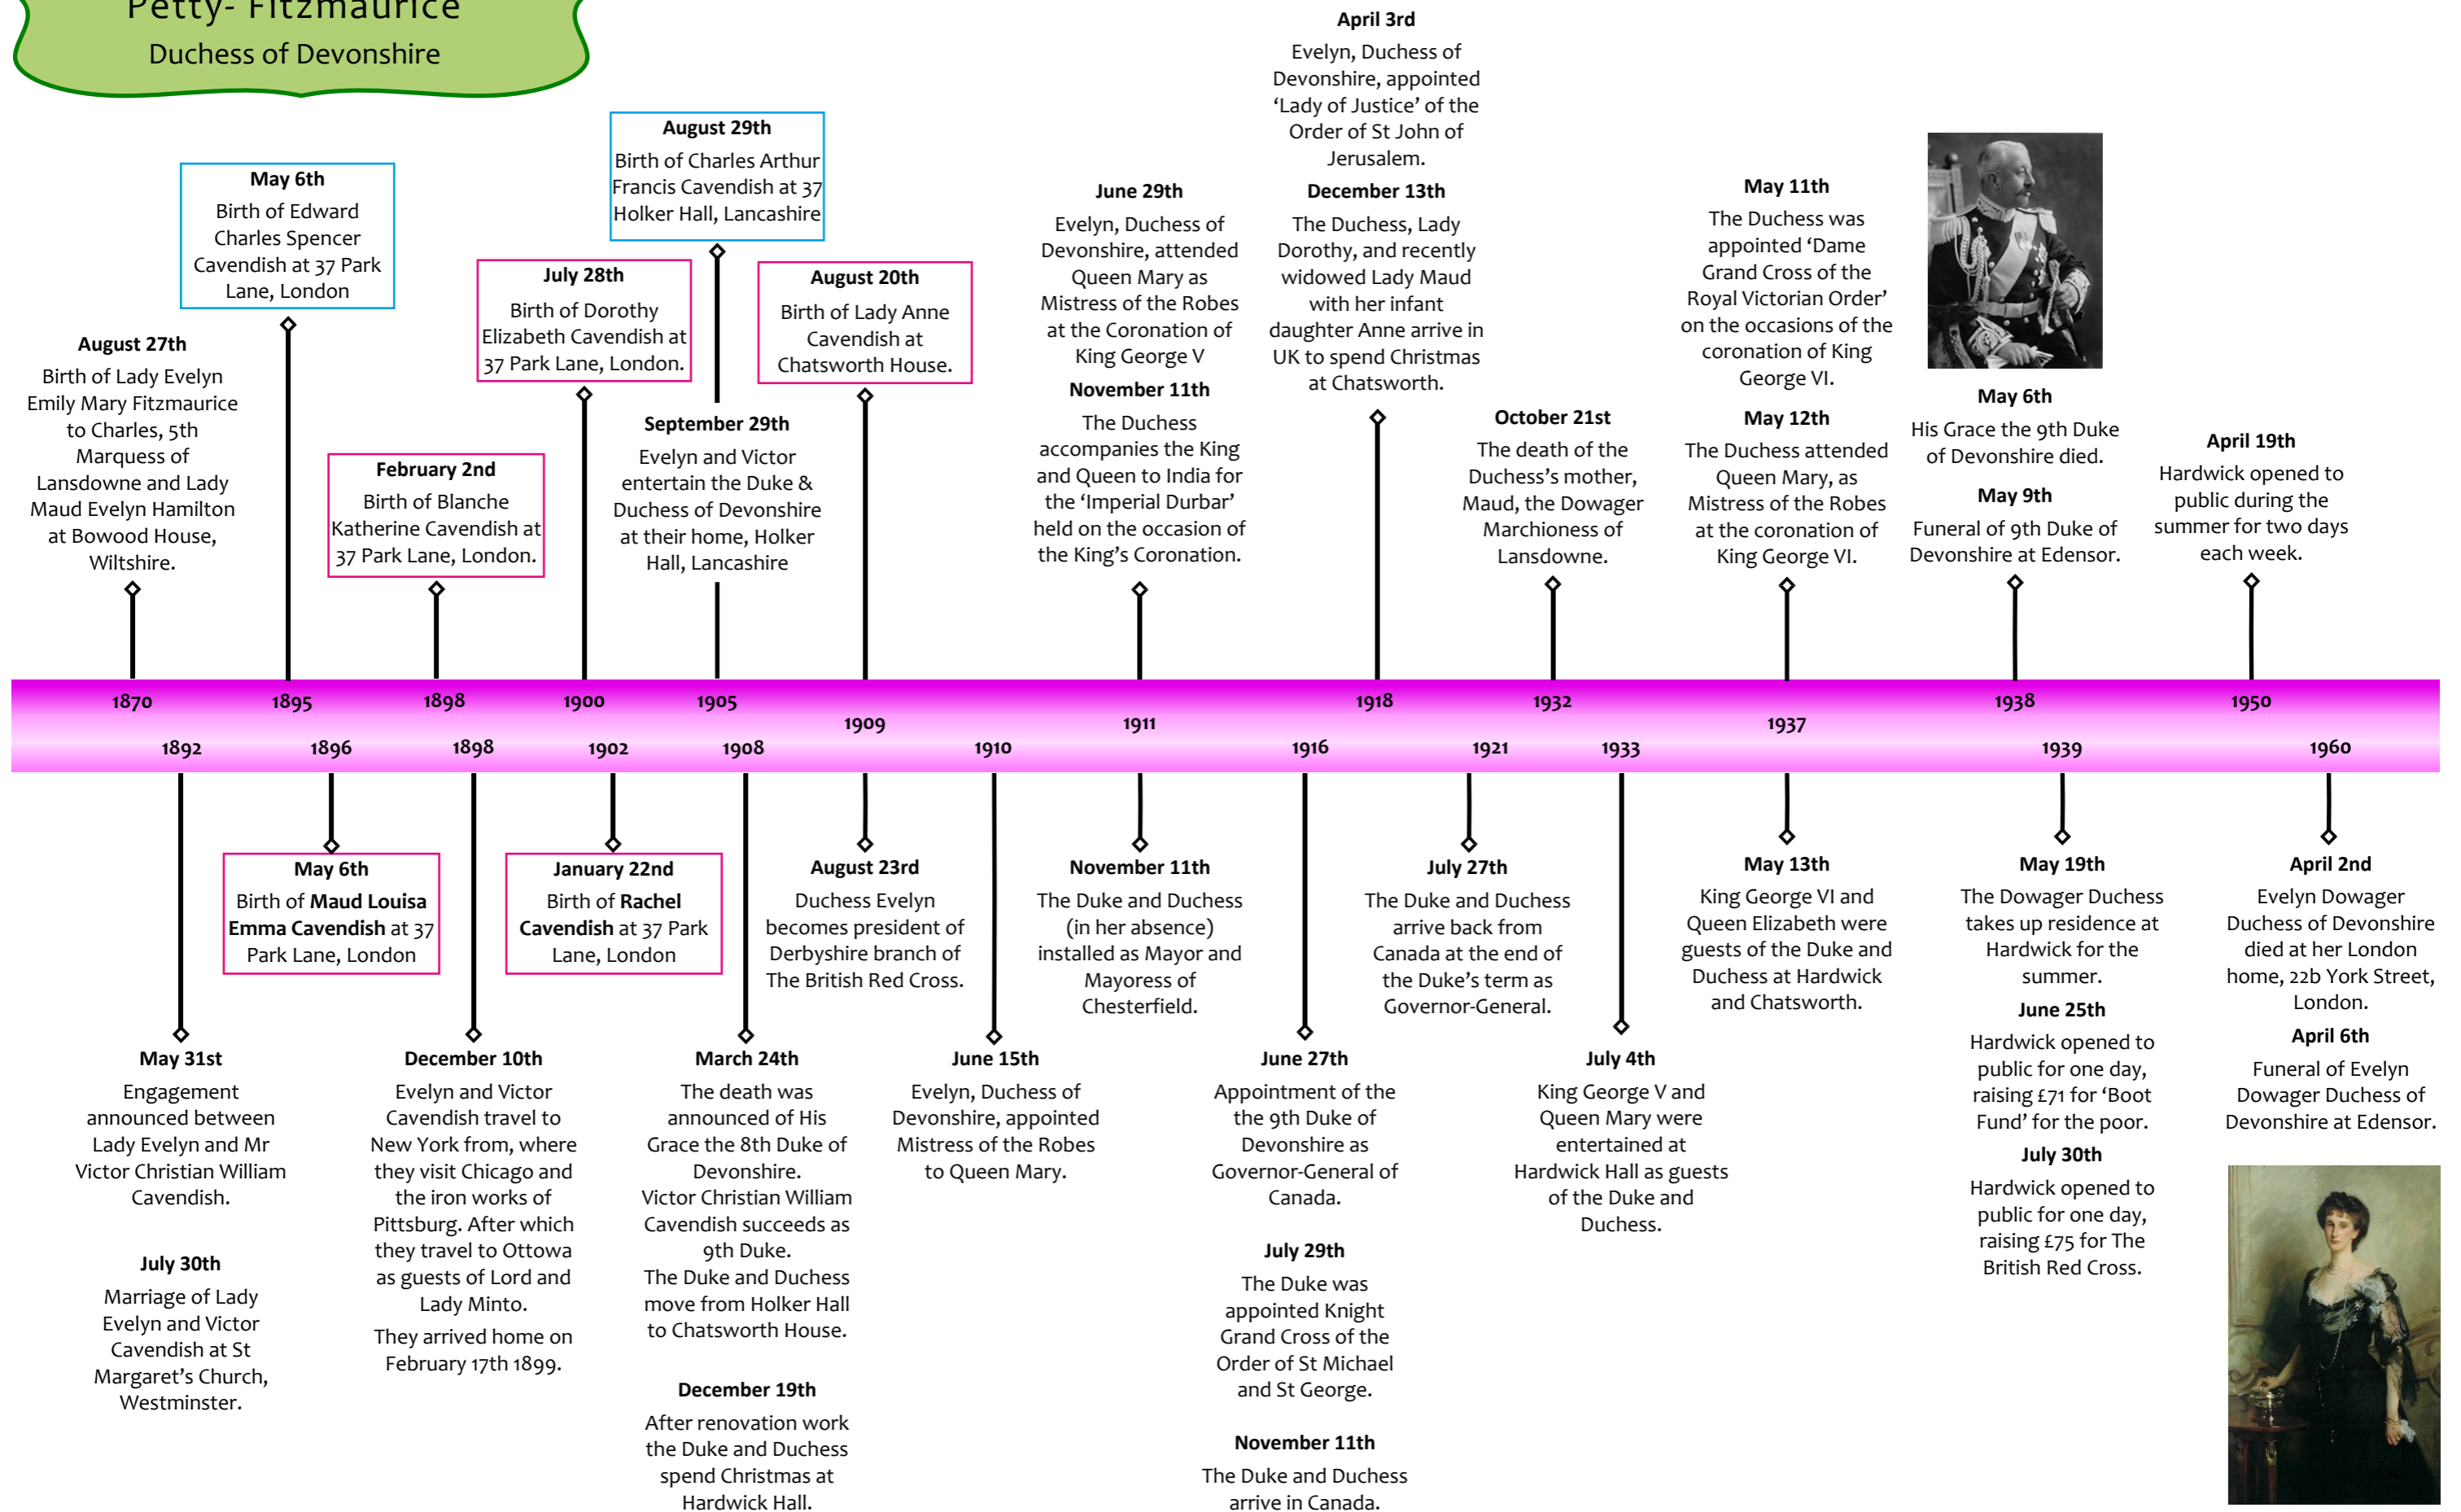 Petty- Fitzmaurice
Duchess of Devonshire
August 27th
Birth of Lady Evelyn
Emily Mary Fitzmaurice
to Charles, 5th
Marquess of
Lansdowne and Lady
Maud Evelyn Hamilton
at Bowood House,
Wiltshire.
May 6th
Birth of Edward
Charles Spencer
Cavendish at 37 Park
Lane, London
February 2nd
Birth of Blanche
Katherine Cavendish at
37 Park Lane, London.
July 28th
Birth of Dorothy
Elizabeth Cavendish at
37 Park Lane, London.
August 29th
Birth of Charles Arthur
Francis Cavendish at 37
Holker Hall, Lancashire
September 29th
Evelyn and Victor
entertain the Duke &
Duchess of Devonshire
at their home, Holker
Hall, Lancashire
August 20th
Birth of Lady Anne
Cavendish at
Chatsworth House.
June 29th
Evelyn, Duchess of
Devonshire, attended
Queen Mary as
Mistress of the Robes
at the Coronation of
King George V
November 11th
The Duchess
accompanies the King
and Queen to India for
the ‘Imperial Durbar’
held on the occasion of
the King’s Coronation.
April 3rd
Evelyn, Duchess of
Devonshire, appointed
‘Lady of Justice’ of the
Order of St John of
Jerusalem.
December 13th
The Duchess, Lady
Dorothy, and recently
widowed Lady Maud
with her infant
daughter Anne arrive in
UK to spend Christmas
at Chatsworth.
October 21st
The death of the
Duchess’s mother,
Maud, the Dowager
Marchioness of
Lansdowne.
May 11th
The Duchess was
appointed ‘Dame
Grand Cross of the
Royal Victorian Order’
on the occasions of the
coronation of King
George VI.
May 12th
The Duchess attended
Queen Mary, as
Mistress of the Robes
at the coronation of
King George VI.
May 6th
His Grace the 9th Duke
of Devonshire died.
May 9th
Funeral of 9th Duke of
Devonshire at Edensor.
April 19th
Hardwick opened to
public during the
summer for two days
each week.
1870
1895
1898
1900
1905
1918
1932
1938
1950
1909
1911
1937
1892
1896
1898
1902
1908
1910
1916
1921
1933
1939
1960
May 31st
Engagement
announced between
Lady Evelyn and Mr
Victor Christian William
Cavendish.
July 30th
Marriage of Lady
Evelyn and Victor
Cavendish at St
Margaret’s Church,
Westminster.
May 6th
Birth of Maud Louisa
Emma Cavendish at 37
Park Lane, London
December 10th
Evelyn and Victor
Cavendish travel to
New York from, where
they visit Chicago and
the iron works of
Pittsburg. After which
they travel to Ottowa
as guests of Lord and
Lady Minto.
They arrived home on
February 17th 1899.
January 22nd
Birth of Rachel
Cavendish at 37 Park
Lane, London
March 24th
The death was
announced of His
Grace the 8th Duke of
Devonshire.
Victor Christian William
Cavendish succeeds as
9th Duke.
The Duke and Duchess
move from Holker Hall
to Chatsworth House.
December 19th
After renovation work
the Duke and Duchess
spend Christmas at
Hardwick Hall.
August 23rd
Duchess Evelyn
becomes president of
Derbyshire branch of
The British Red Cross.
June 15th
Evelyn, Duchess of
Devonshire, appointed
Mistress of the Robes
to Queen Mary.
November 11th
The Duke and Duchess
(in her absence)
installed as Mayor and
Mayoress of
Chesterfield.
June 27th
Appointment of the
the 9th Duke of
Devonshire as
Governor-General of
Canada.
July 29th
The Duke was
appointed Knight
Grand Cross of the
Order of St Michael
and St George.
November 11th
The Duke and Duchess
arrive in Canada.
July 27th
The Duke and Duchess
arrive back from
Canada at the end of
the Duke’s term as
Governor-General.
July 4th
King George V and
Queen Mary were
entertained at
Hardwick Hall as guests
of the Duke and
Duchess.
May 13th
King George VI and
Queen Elizabeth were
guests of the Duke and
Duchess at Hardwick
and Chatsworth.
May 19th
The Dowager Duchess
takes up residence at
Hardwick for the
summer.
June 25th
Hardwick opened to
public for one day,
raising £71 for ‘Boot
Fund’ for the poor.
July 30th
Hardwick opened to
public for one day,
raising £75 for The
British Red Cross.
April 2nd
Evelyn Dowager
Duchess of Devonshire
died at her London
home, 22b York Street,
London.
April 6th
Funeral of Evelyn
Dowager Duchess of
Devonshire at Edensor.